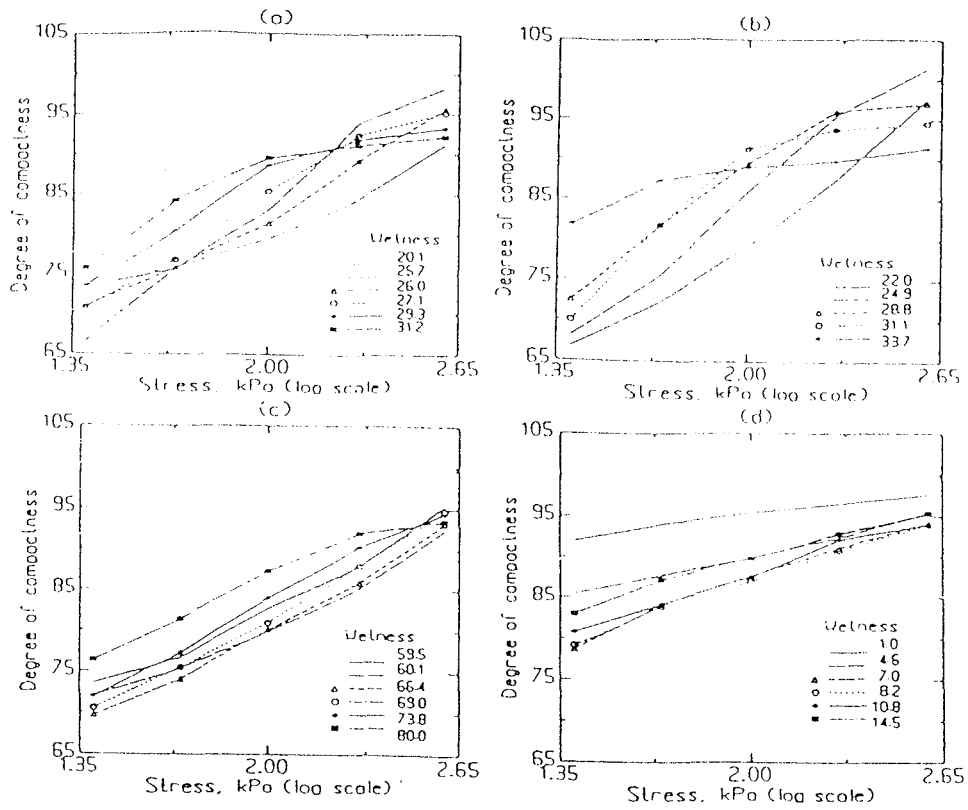 (a)
105
95
85
75
65
Degree of compactness
Wetness
20.1
25.7
26.0
27.1
29.3
31.2
1.35 2.00 2.65
Stress, kPa (log scale)
(b)
105
95
85
75
65
Degree of compactness
Wetness
22.0
24.9
28.8
31.1
33.7
1.35 2.00 2.65
Stress, kPa (log scale)
(c)
105
95
85
75
65
Degree of compactness
Wetness
59.5
60.1
66.4
69.0
73.8
80.0
1.35 2.00 2.65
Stress, kPa (log scale)
(d)
105
95
85
75
65
Degree of compactness
Wetness
1.0
4.6
7.0
8.2
10.8
14.5
1.35 2.00 2.65
Stress, kPa (log scale)